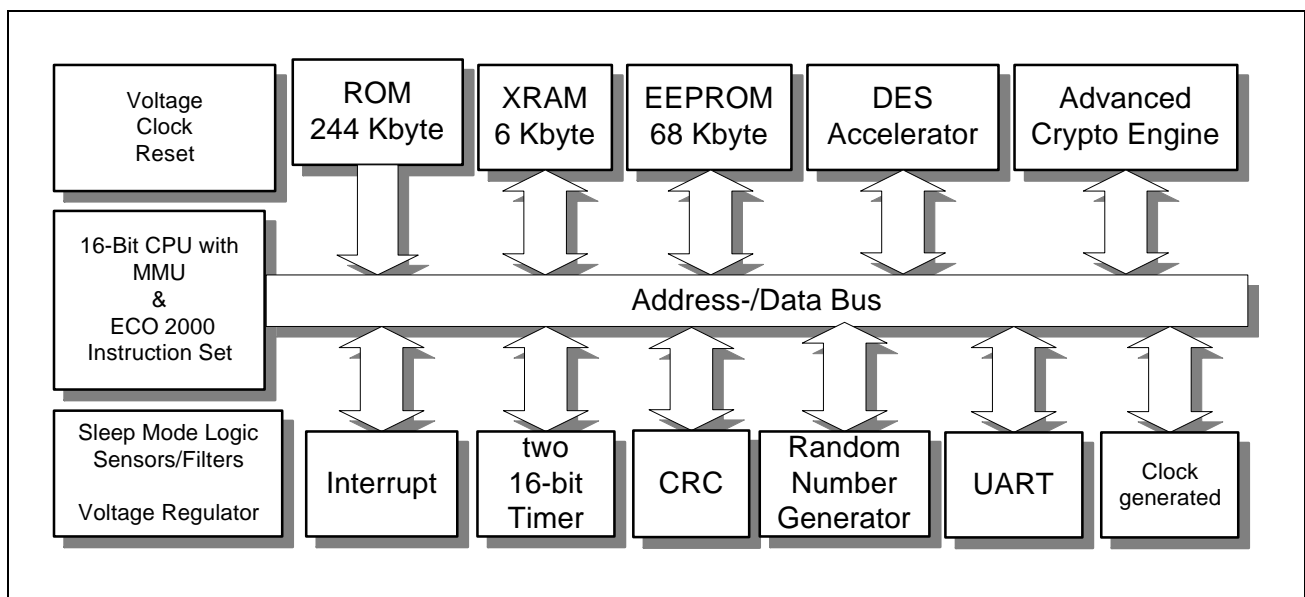 Voltage
Clock
Reset
ROM
244 Kbyte
XRAM
6 Kbyte
EEPROM
68 Kbyte
DES
Accelerator
Advanced
Crypto Engine
16-Bit CPU with
MMU
&
ECO 2000
Instruction Set
Address-/Data Bus
Sleep Mode Logic
Sensors/Filters
Voltage Regulator
Interrupt
two
16-bit
Timer
CRC
Random
Number
Generator
UART
Clock
generated